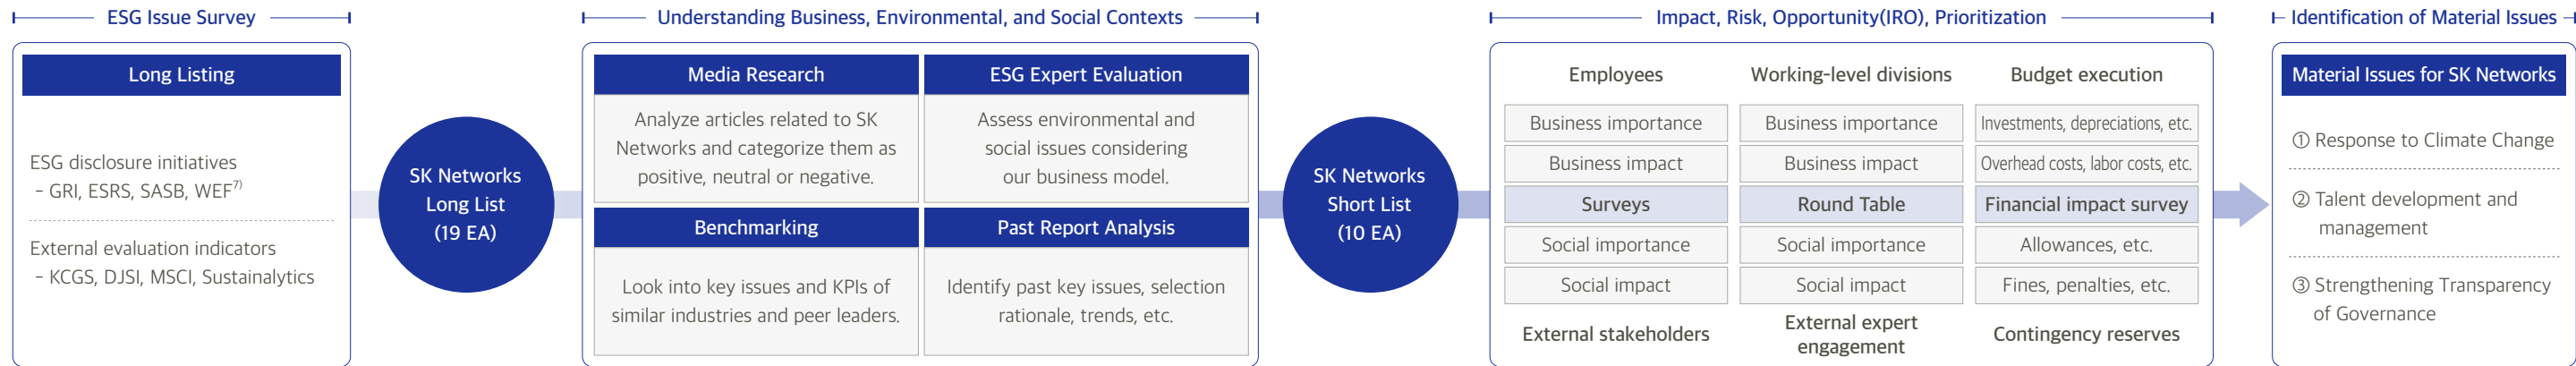 ESG Issue Survey
Long Listing
ESG disclosure initiatives
- GRI, ESRS, SASB, WEF7)
External evaluation indicators
- KCGS, DJSI, MSCI, Sustainalytics
SK Networks
Long List
(19 EA)
Understanding Business, Environmental, and Social Contexts
Media Research
Analyze articles related to SK
Networks and categorize them as
positive, neutral or negative.
ESG Expert Evaluation
Assess environmental and
social issues considering
our business model.
Benchmarking
Look into key issues and KPIs of
similar industries and peer leaders.
Past Report Analysis
Identify past key issues, selection
rationale, trends, etc.
SK Networks
Short List
(10 EA)
Impact, Risk, Opportunity(IRO), Prioritization
Employees
Business importance
Business impact
Surveys
Social importance
Social impact
External stakeholders
Working-level divisions
Business importance
Business impact
Round Table
Social importance
Social impact
External expert
engagement
Budget execution
Investments, depreciations, etc.
Overhead costs, labor costs, etc.
Financial impact survey
Allowances, etc.
Fines, penalties, etc.
Contingency reserves
Identification of Material Issues
Material Issues for SK Networks
① Response to Climate Change
② Talent development and
management
③ Strengthening Transparency
of Governance